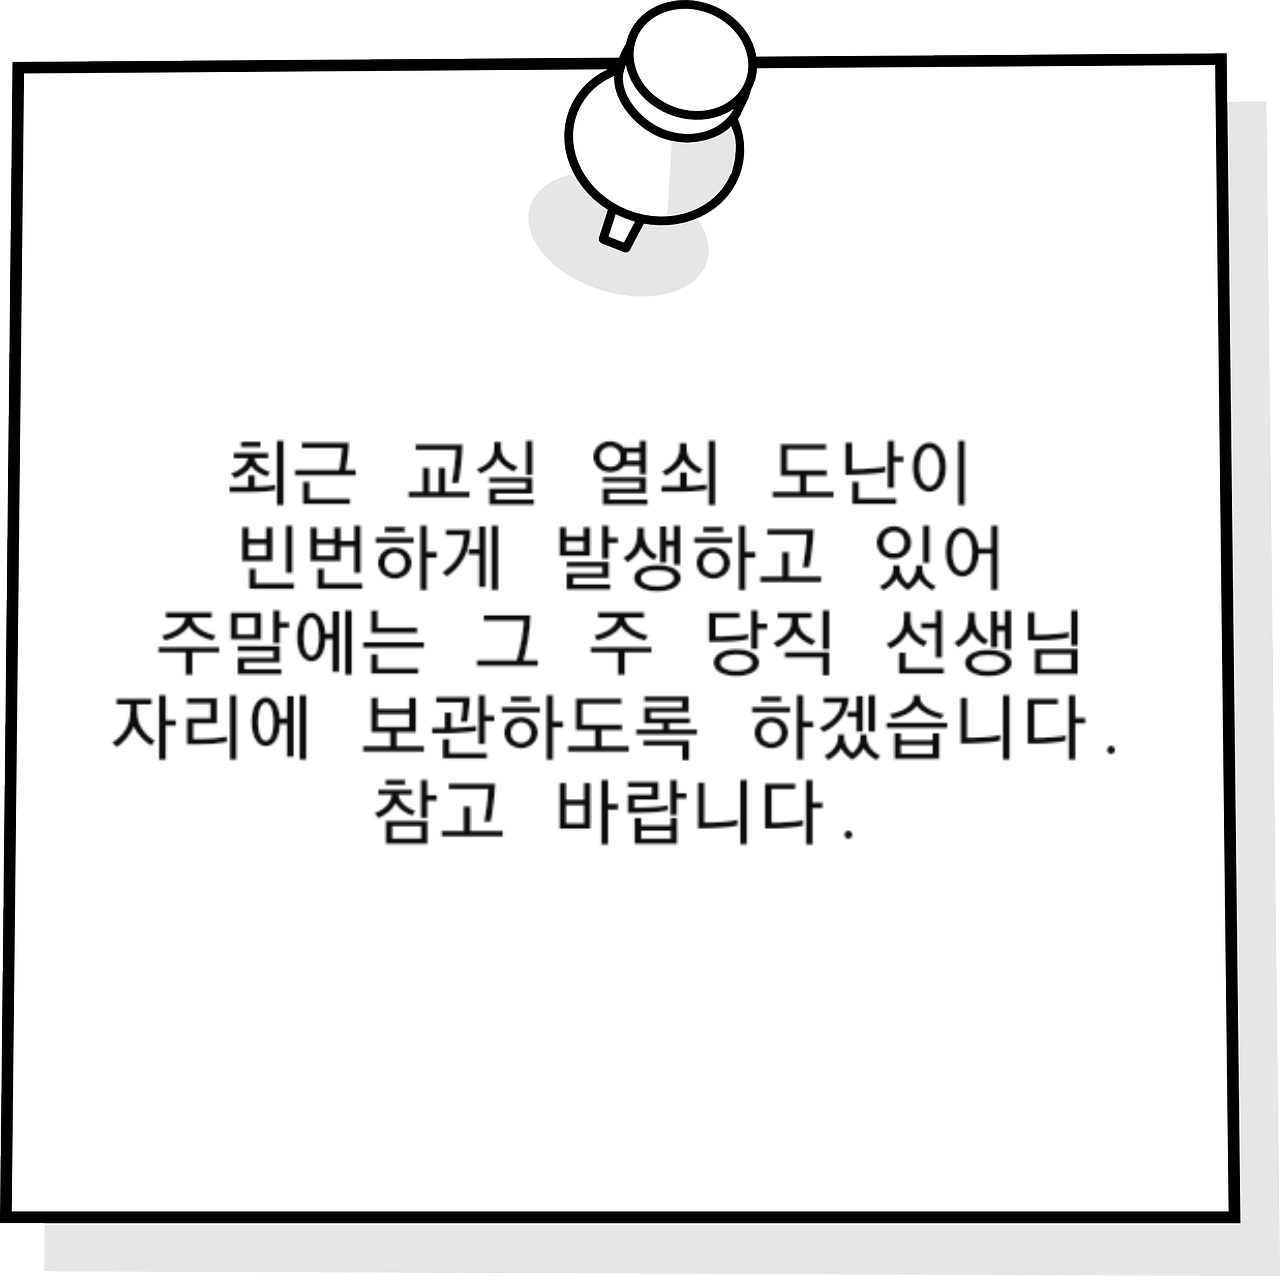 최근 교실 열쇠 도난이
빈번하게 발생하고 있어
주말에는 그 주 당직 선생님
자리에 보관하도록 하겠습니다.
참고 바랍니다.